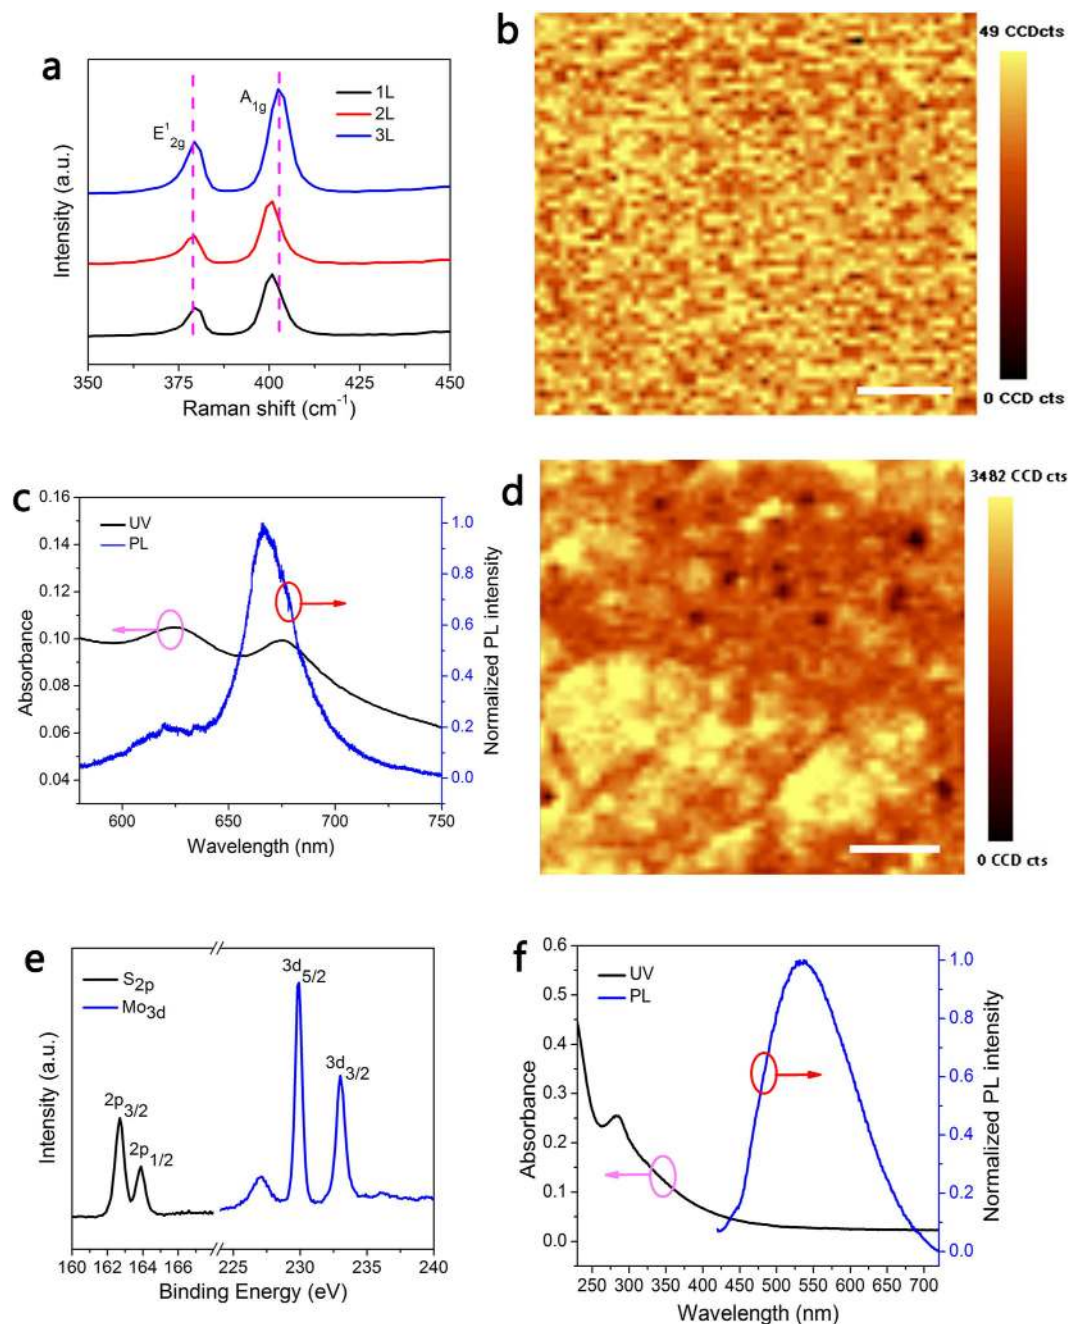 a
E¹₂g
A₁g
1L
2L
3L
Intensity (a.u.)
350 375 400 425 450
Raman shift (cm⁻¹)
b
49 CCDcts
0 CCD cts
c
UV
PL
0.16
0.14
0.12
0.10
0.08
0.06
0.04
Absorbance
1.0
0.8
0.6
0.4
0.2
0.0
Normalized PL intensity
600 650 700 750
Wavelength (nm)
d
3482 CCD cts
0 CCD cts
e
S2p
Mo3d
2p3/2
2p1/2
3d5/2
3d3/2
Intensity (a.u.)
160 162 164 166 225 230 235 240
Binding Energy (eV)
f
UV
PL
0.6
0.5
0.4
0.3
0.2
0.1
0.0
Absorbance
1.0
0.8
0.6
0.4
0.2
0.0
Normalized PL intensity
250 300 350 400 450 500 550 600 650 700
Wavelength (nm)